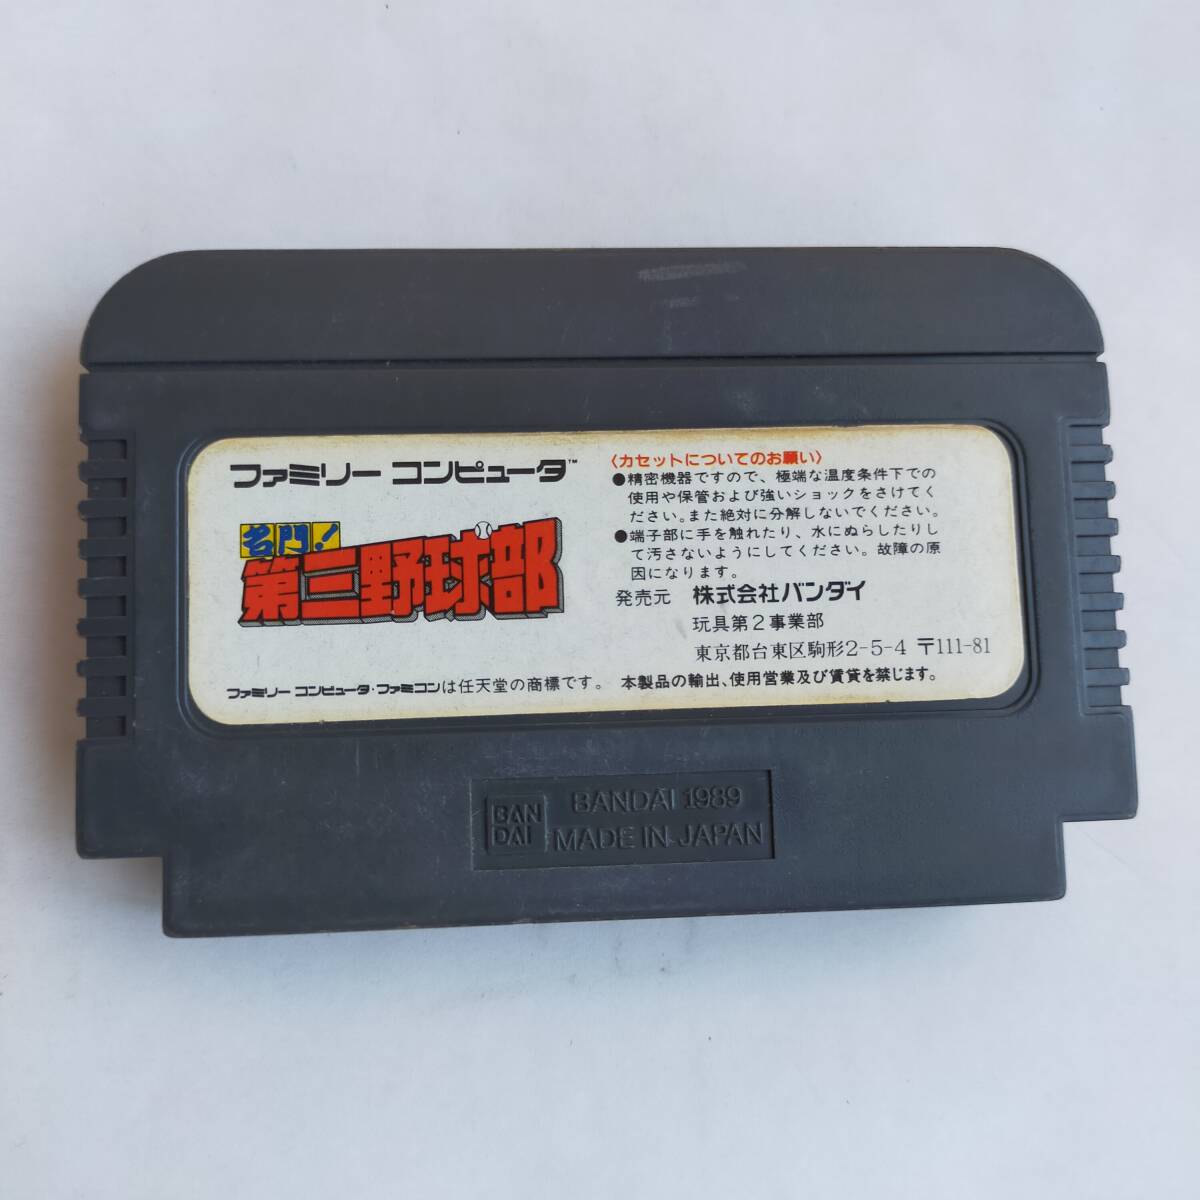 ファミリー コンピュータ™
名門!
第三野球部
ファミリー コンピュータ・ファミコンは任天堂の商標です。
〈カセットについてのお願い〉
●精密機器ですので、極端な温度条件下での
使用や保管および強いショックをさけてく
ださい。また絶対に分解しないでください。
●端子部に手を触れたり、水にぬらしたりし
て汚さないようにしてください。故障の原
因になります。
発売元 株式会社バンダイ
玩具第2事業部
東京都台東区駒形2-5-4 〒111-81
本製品の輸出、使用営業及び賃貸を禁じます。
BAN
DAI
BANDAI 1989
MADE IN JAPAN